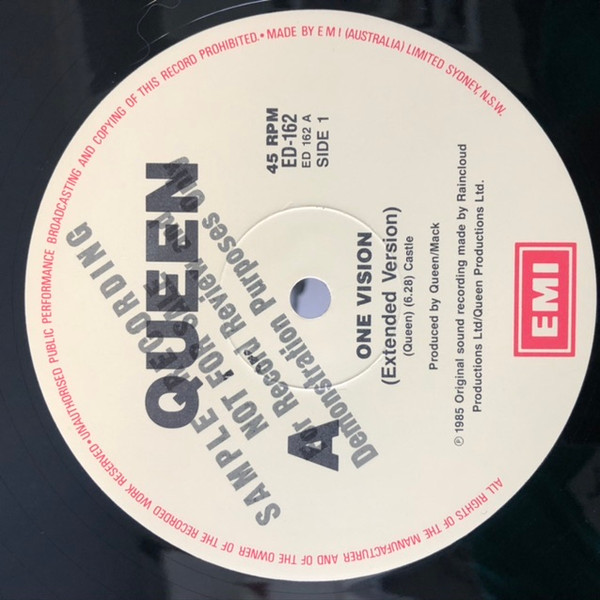 ALL RIGHTS OF THE MANUFACTURER AND OF THE OWNER OF THE RECORDED WORK RESERVED • UNAUTHORISED PUBLIC PERFORMANCE BROADCASTING AND COPYING OF THIS RECORD PROHIBITED. • MADE BY E M I (AUSTRALIA) LIMITED SYDNEY, N.S.W.
QUEEN
SAMPLE RECORDING
NOT FOR SALE
For Record Review and
Demonstration Purposes Only
A
45 RPM
ED-162
ED 162 A
SIDE 1
ONE VISION
(Extended Version)
(Queen) (6.28) Castle
Produced by Queen/Mack
℗ 1985 Original sound recording made by Raincloud
Productions Ltd/Queen Productions Ltd.
EMI